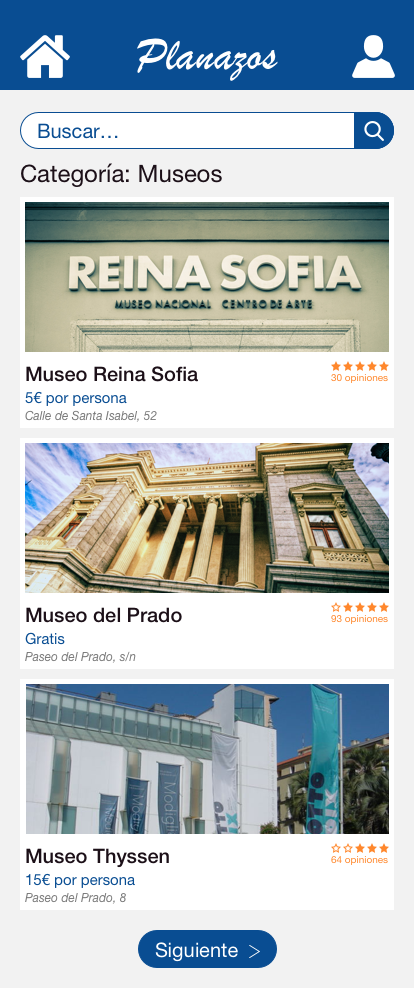 Planazos
Buscar...
Categoría: Museos
REINA SOFIA
MUSEO NACIONAL CENTRO DE ARTE
Museo Reina Sofia
30 opiniones
5€ por persona
Calle de Santa Isabel, 52
Museo del Prado
93 opiniones
Gratis
Paseo del Prado, s/n
OTTO
DIX
Museo Thyssen
64 opiniones
15€ por persona
Paseo del Prado, 8
Siguiente >